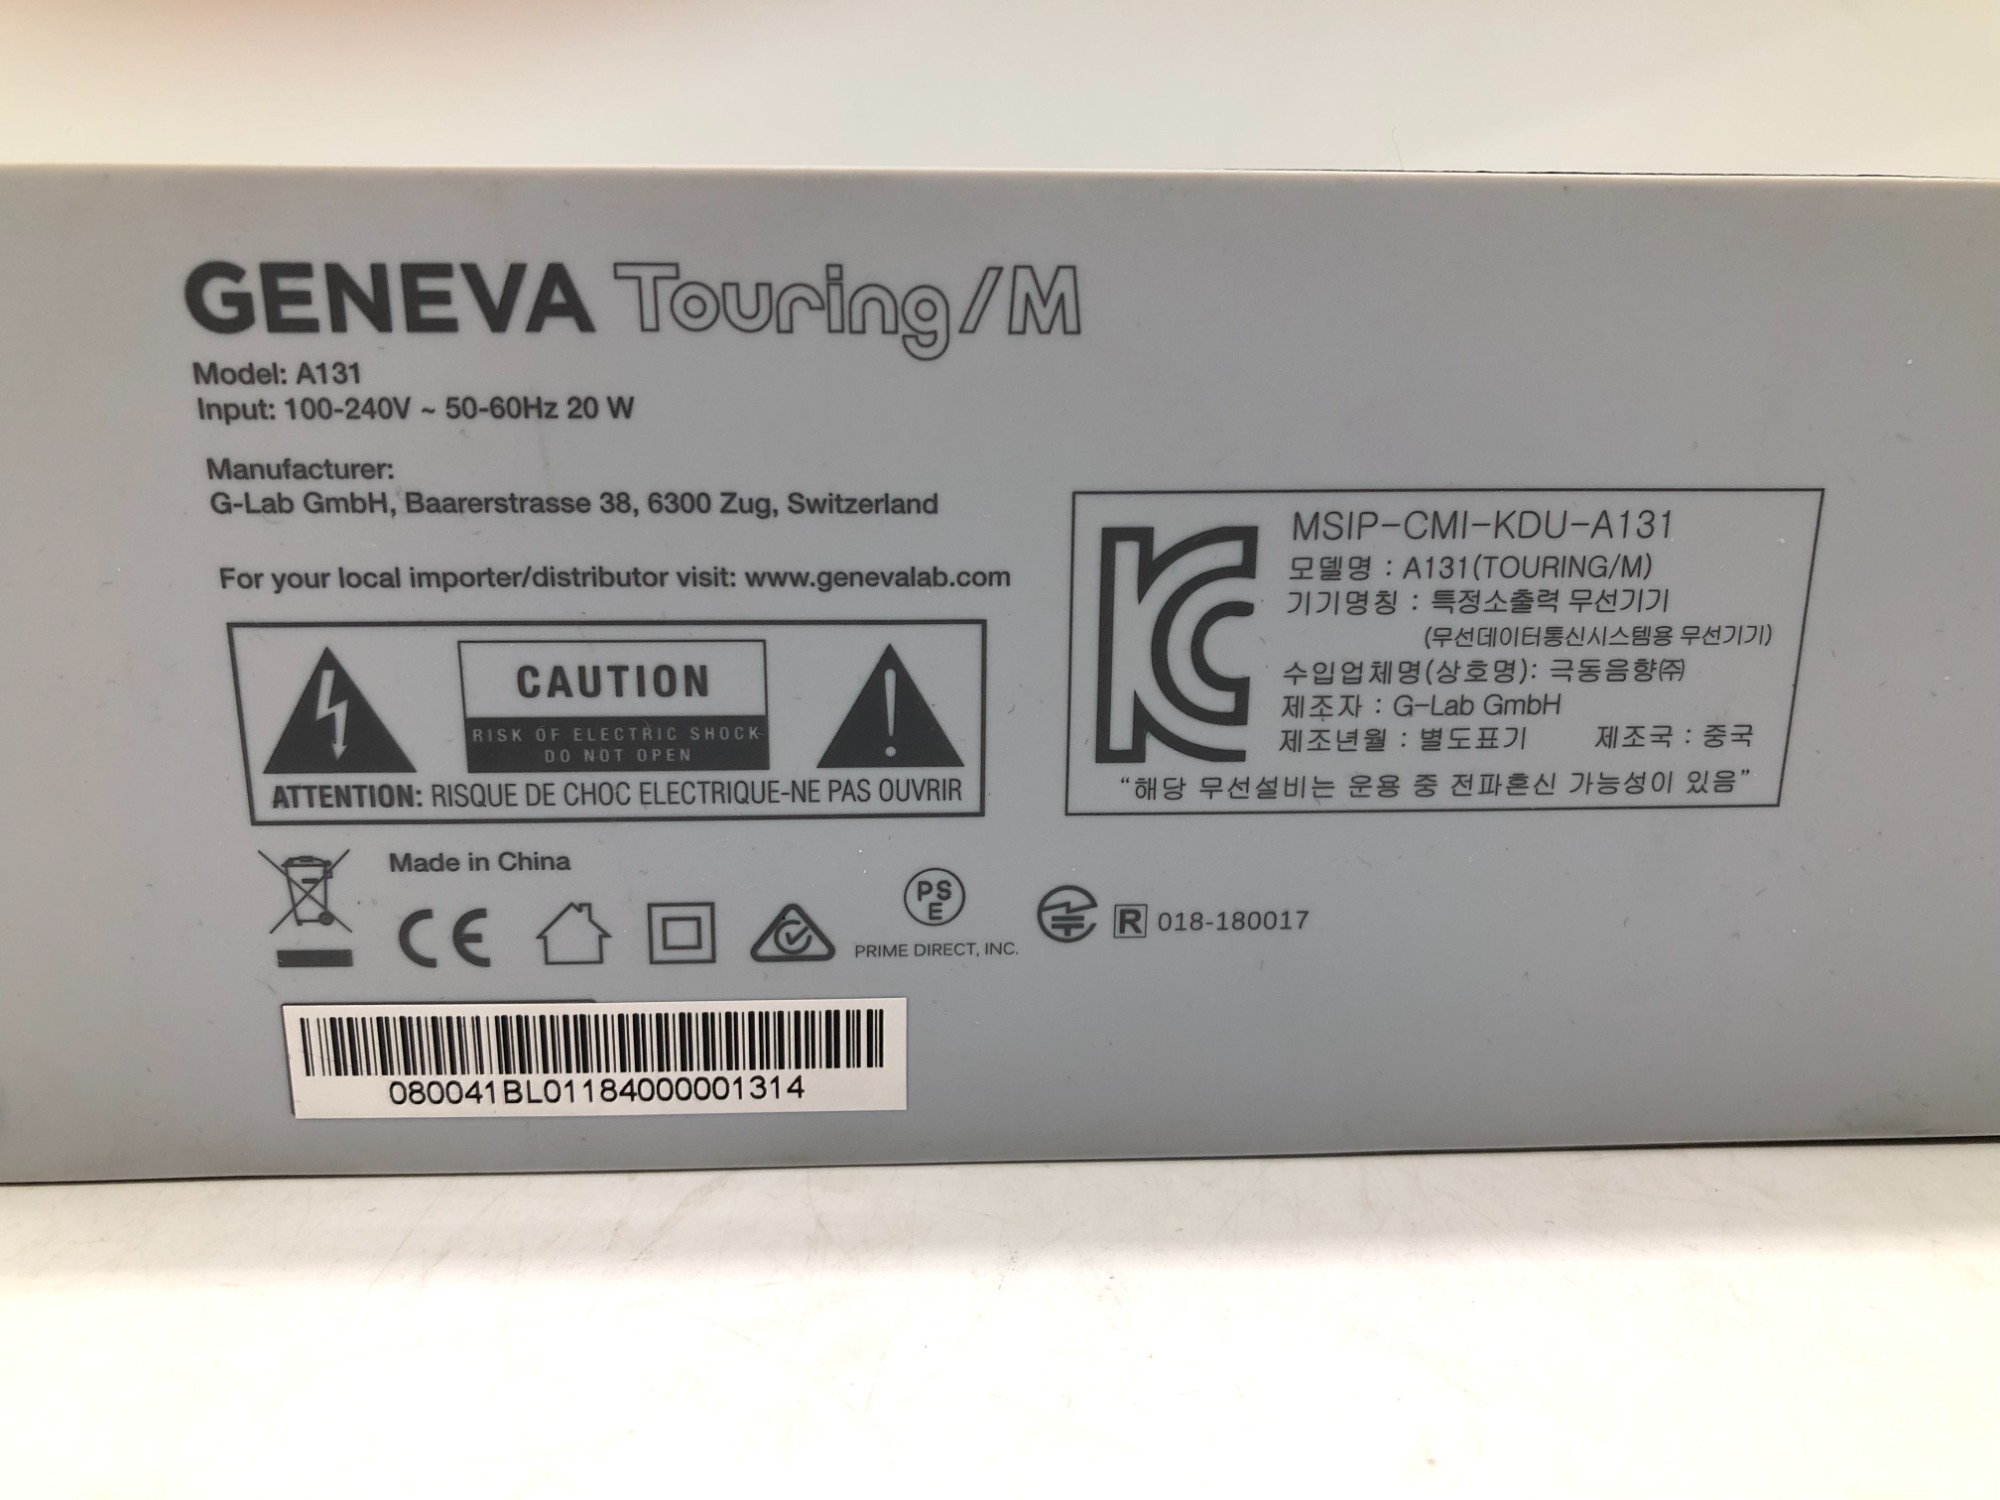 GENEVA Touring/M
Model: A131
Input: 100-240V ~ 50-60Hz 20 W
Manufacturer:
G-Lab GmbH, Baarerstrasse 38, 6300 Zug, Switzerland
For your local importer/distributor visit: www.genevalab.com
CAUTION
RISK OF ELECTRIC SHOCK
DO NOT OPEN
ATTENTION: RISQUE DE CHOC ELECTRIQUE-NE PAS OUVRIR
MSIP-CMI-KDU-A131
모델명 : A131(TOURING/M)
기기명칭 : 특정소출력 무선기기
(무선데이터통신시스템용 무선기기)
수입업체명(상호명): 극동음향㈜
제조자 : G-Lab GmbH
제조년월 : 별도표기 제조국 : 중국
“해당 무선설비는 운용 중 전파혼신 가능성이 있음”
Made in China
CE
PS
E
PRIME DIRECT, INC.
R 018-180017
080041BL01184000001314